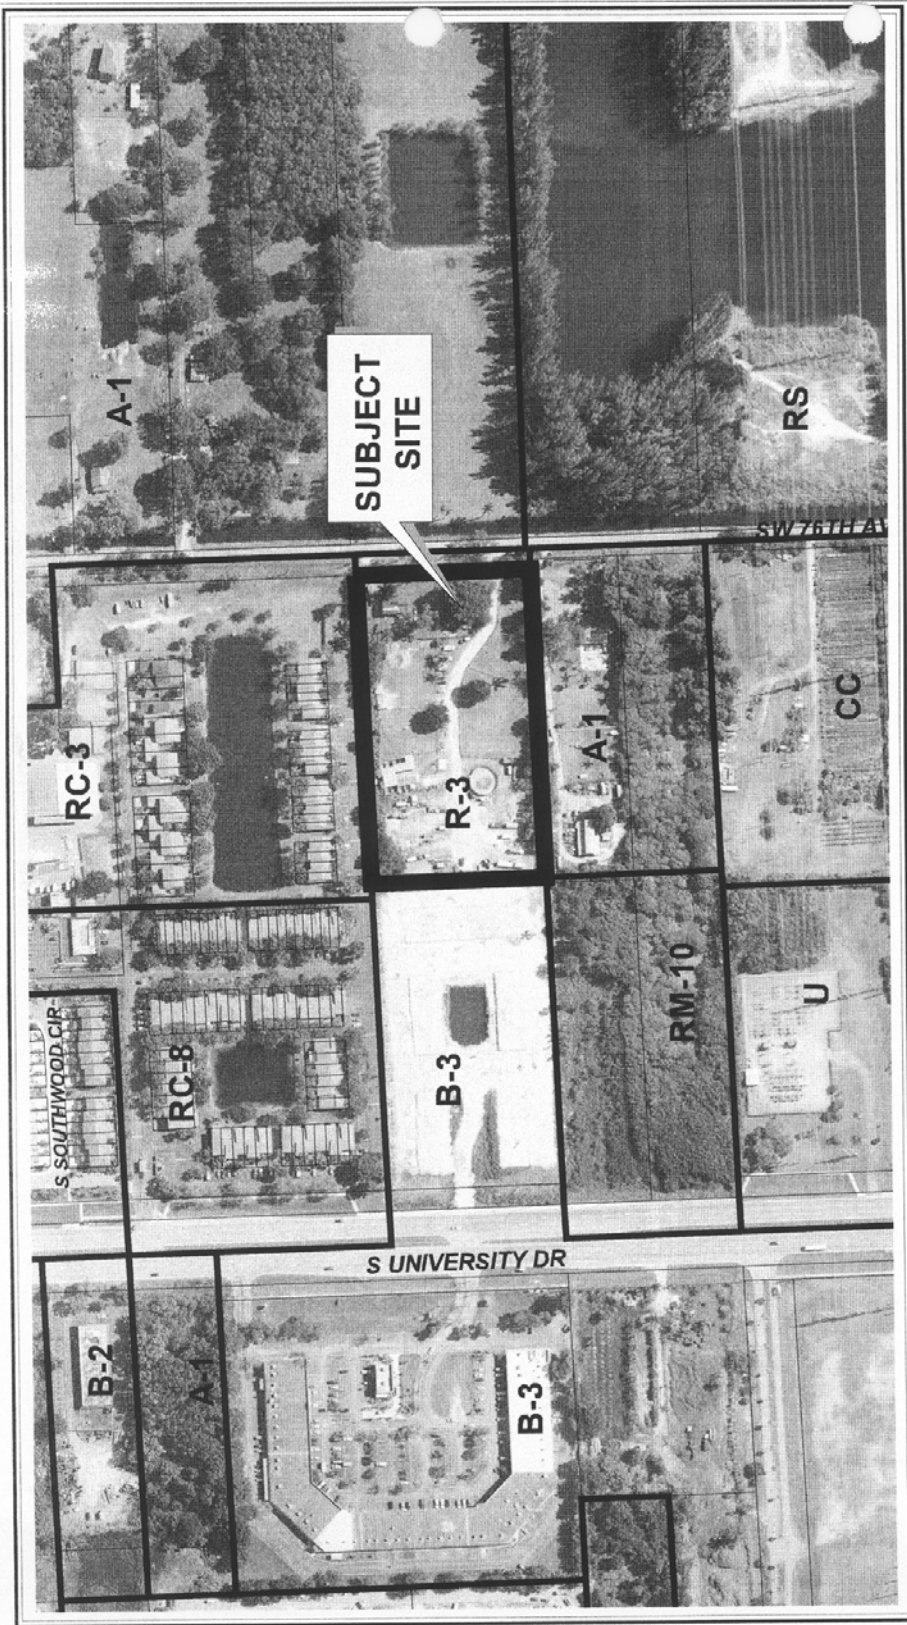 S SOUTHWOOD CIR
RC-3
B-2
A-1
RC-8
A-1
SUBJECT
SITE
B-3
R-3
S UNIVERSITY DR
B-3
A-1
RM-10
SW 76TH AV
RS
U
CC